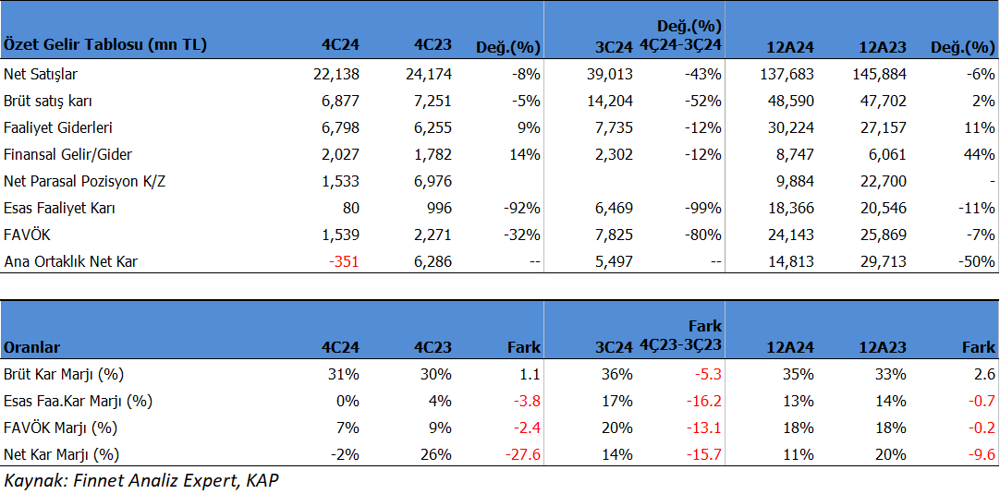 Değ.(%)
Özet Gelir Tablosu (mn TL) 4C24 4C23 Değ.(%) 3C24 4Ç24-3Ç24 12A24 12A23 Değ.(%)
Net Satışlar 22,138 24,174 -8% 39,013 -43% 137,683 145,884 -6%
Brüt satış karı 6,877 7,251 -5% 14,204 -52% 48,590 47,702 2%
Faaliyet Giderleri 6,798 6,255 9% 7,735 -12% 30,224 27,157 11%
Finansal Gelir/Gider 2,027 1,782 14% 2,302 -12% 8,747 6,061 44%
Net Parasal Pozisyon K/Z 1,533 6,976 9,884 22,700 -
Esas Faaliyet Karı 80 996 -92% 6,469 -99% 18,366 20,546 -11%
FAVÖK 1,539 2,271 -32% 7,825 -80% 24,143 25,869 -7%
Ana Ortaklık Net Kar -351 6,286 -- 5,497 -- 14,813 29,713 -50%
Fark
Oranlar 4C24 4C23 Fark 3C24 4Ç23-3Ç23 12A24 12A23 Fark
Brüt Kar Marjı (%) 31% 30% 1.1 36% -5.3 35% 33% 2.6
Esas Faa.Kar Marjı (%) 0% 4% -3.8 17% -16.2 13% 14% -0.7
FAVÖK Marjı (%) 7% 9% -2.4 20% -13.1 18% 18% -0.2
Net Kar Marjı (%) -2% 26% -27.6 14% -15.7 11% 20% -9.6
Kaynak: Finnet Analiz Expert, KAP